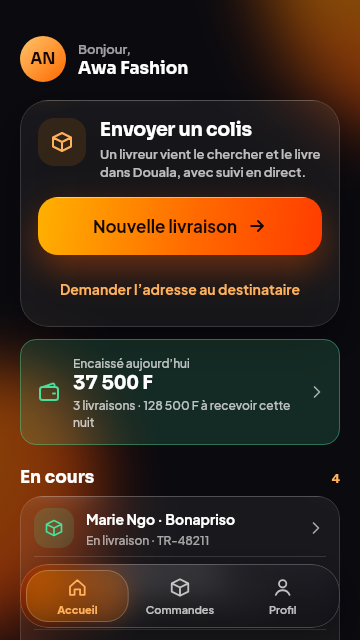 AN
Bonjour,
Awa Fashion
Envoyer un colis
Un livreur vient le chercher et le livre
dans Douala, avec suivi en direct.
Nouvelle livraison →
Demander l’adresse au destinataire
Encaissé aujourd’hui
37 500 F
3 livraisons · 128 500 F à recevoir cette
nuit
En cours
4
Marie Ngo · Bonapriso
En livraison · TR-48211
Accueil
Commandes
Profil